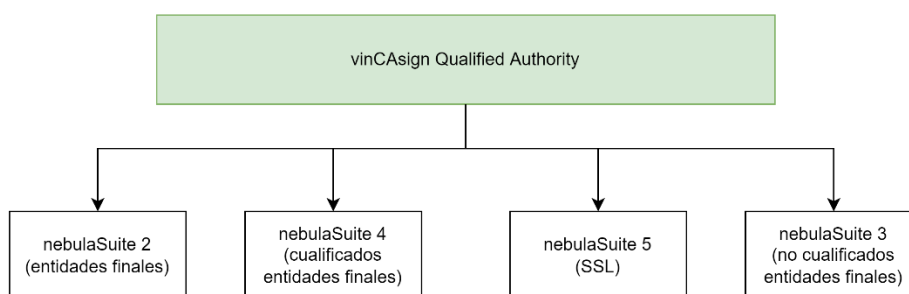 vinCAsign Qualified Authority
nebulaSuite 2
(entidades finales)
nebulaSuite 4
(cualificados
entidades finales)
nebulaSuite 5
(SSL)
nebulaSuite 3
(no cualificados
entidades finales)